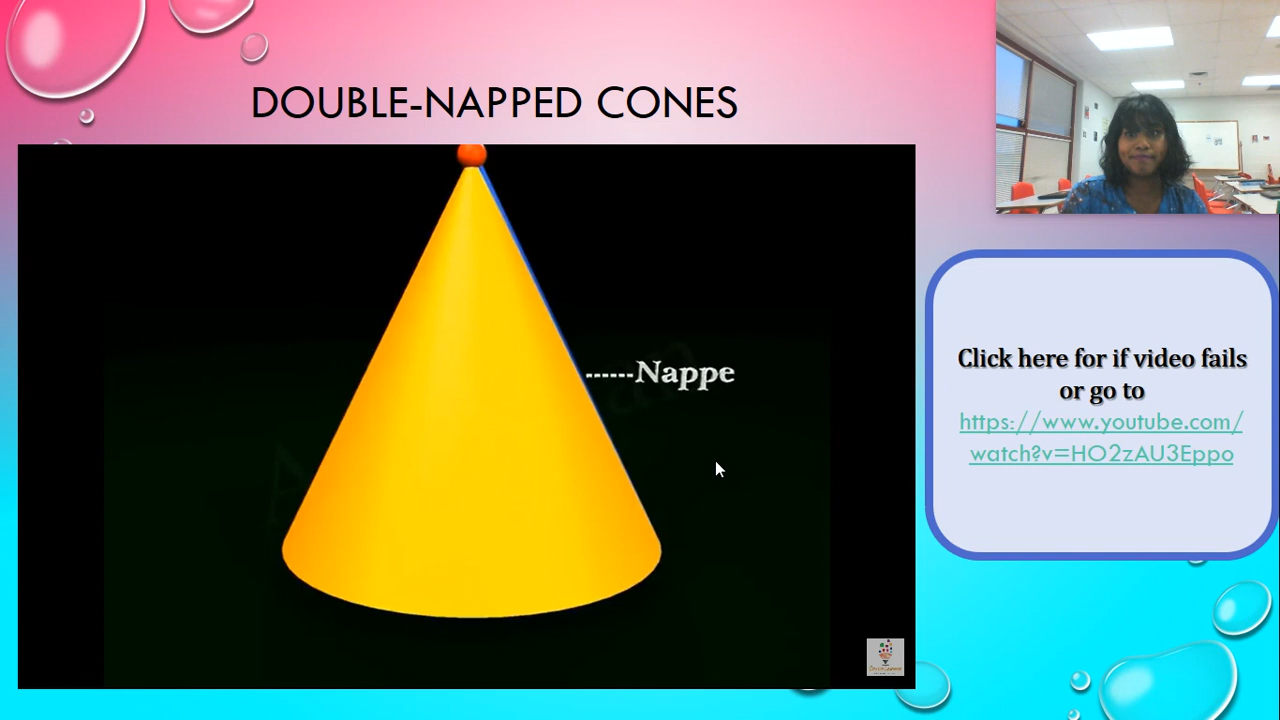 DOUBLE-NAPPED CONES
------Nappe
Click here for if video fails
or go to
https://www.youtube.com/
watch?v=HO2zAU3Eppo